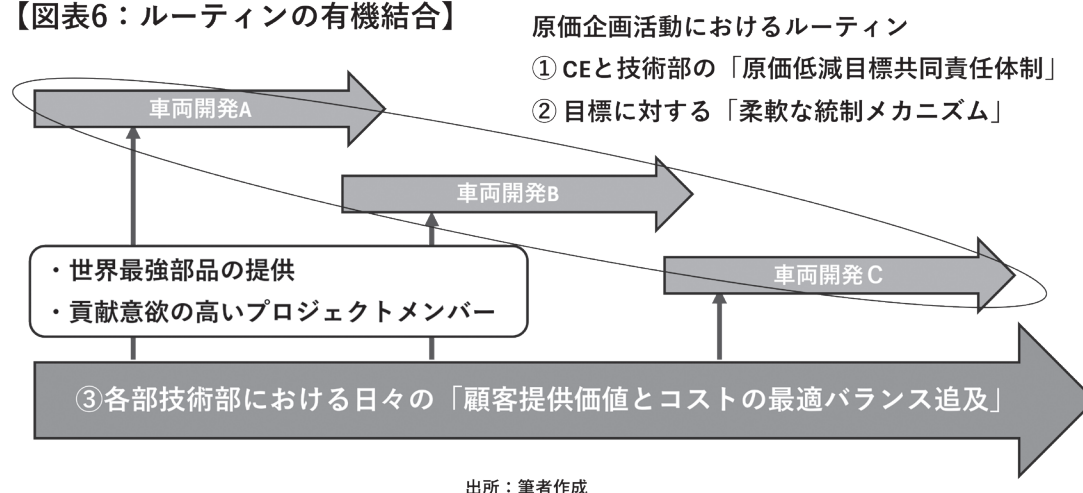 【図表6：ルーティンの有機結合】
原価企画活動におけるルーティン
① CEと技術部の「原価低減目標共同責任体制」
② 目標に対する「柔軟な統制メカニズム」
車両開発A
車両開発B
車両開発C
・世界最強部品の提供
・貢献意欲の高いプロジェクトメンバー
③各部技術部における日々の「顧客提供価値とコストの最適バランス追及」
出所：筆者作成